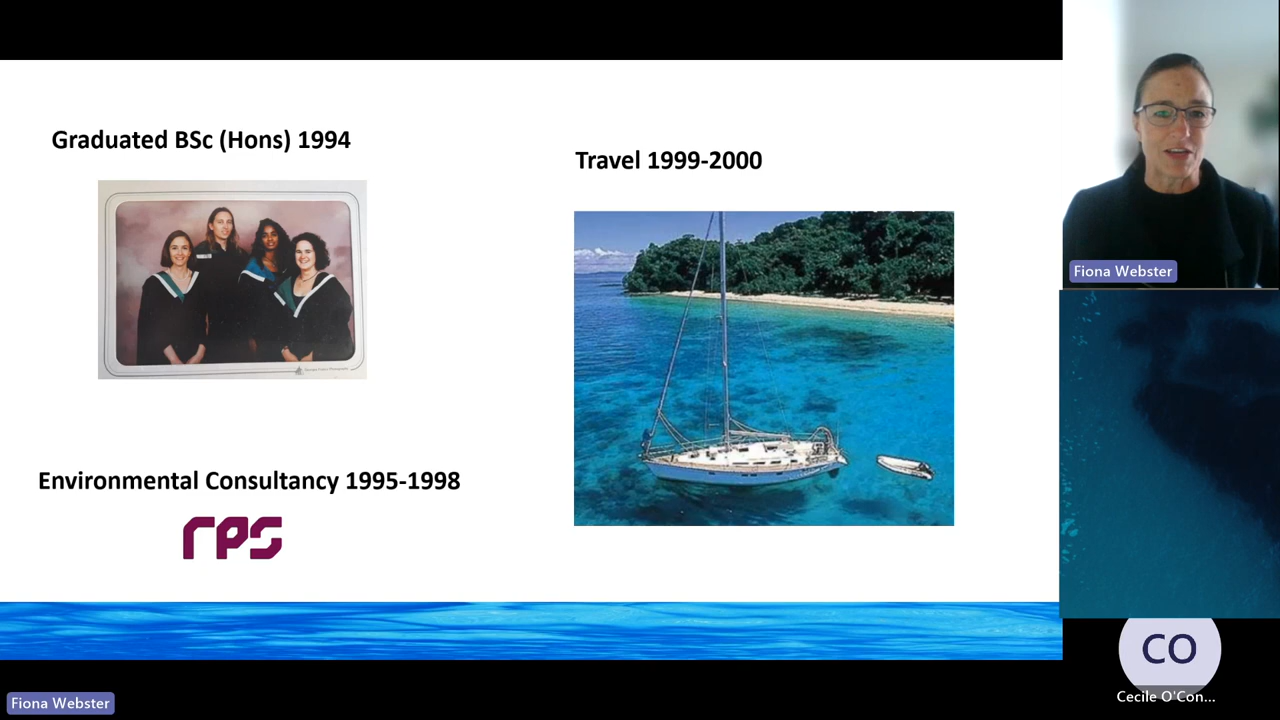 Graduated BSc (Hons) 1994
Travel 1999-2000
Environmental Consultancy 1995-1998
rps
Fiona Webster
CO
Cecile O'Con...
Fiona Webster